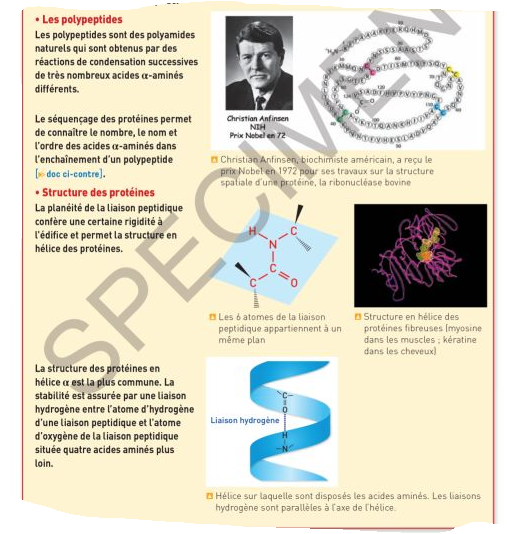 • Les polypeptides
Les polypeptides sont des polyamides
naturels qui sont obtenus par des
réactions de condensation successives
de très nombreux acides α-aminés
différents.
Le séquençage des protéines permet
de connaître le nombre, le nom et
l'ordre des acides α-aminés dans
l'enchaînement d'un polypeptide
[» doc ci-contre].
Christian Anfinsen
NIH
Prix Nobel en 72
Christian Anfinsen, biochimiste américain, a reçu le
prix Nobel en 1972 pour ses travaux sur la structure
spatiale d'une protéine, la ribonucléase bovine
• Structure des protéines
La planéité de la liaison peptidique
confère une certaine rigidité à
l'édifice et permet la structure en
hélice des protéines.
H
C
N
C
C
O
Les 6 atomes de la liaison
peptidique appartiennent à un
même plan
Structure en hélice des
protéines fibreuses (myosine
dans les muscles ; kératine
dans les cheveux)
La structure des protéines en
hélice α est la plus commune. La
stabilité est assurée par une liaison
hydrogène entre l'atome d'hydrogène
d'une liaison peptidique et l'atome
d'oxygène de la liaison peptidique
située quatre acides aminés plus
loin.
C
O
Liaison hydrogène
H
N
Hélice sur laquelle sont disposés les acides aminés. Les liaisons
hydrogène sont parallèles à l'axe de l'hélice.
SPECIMEN